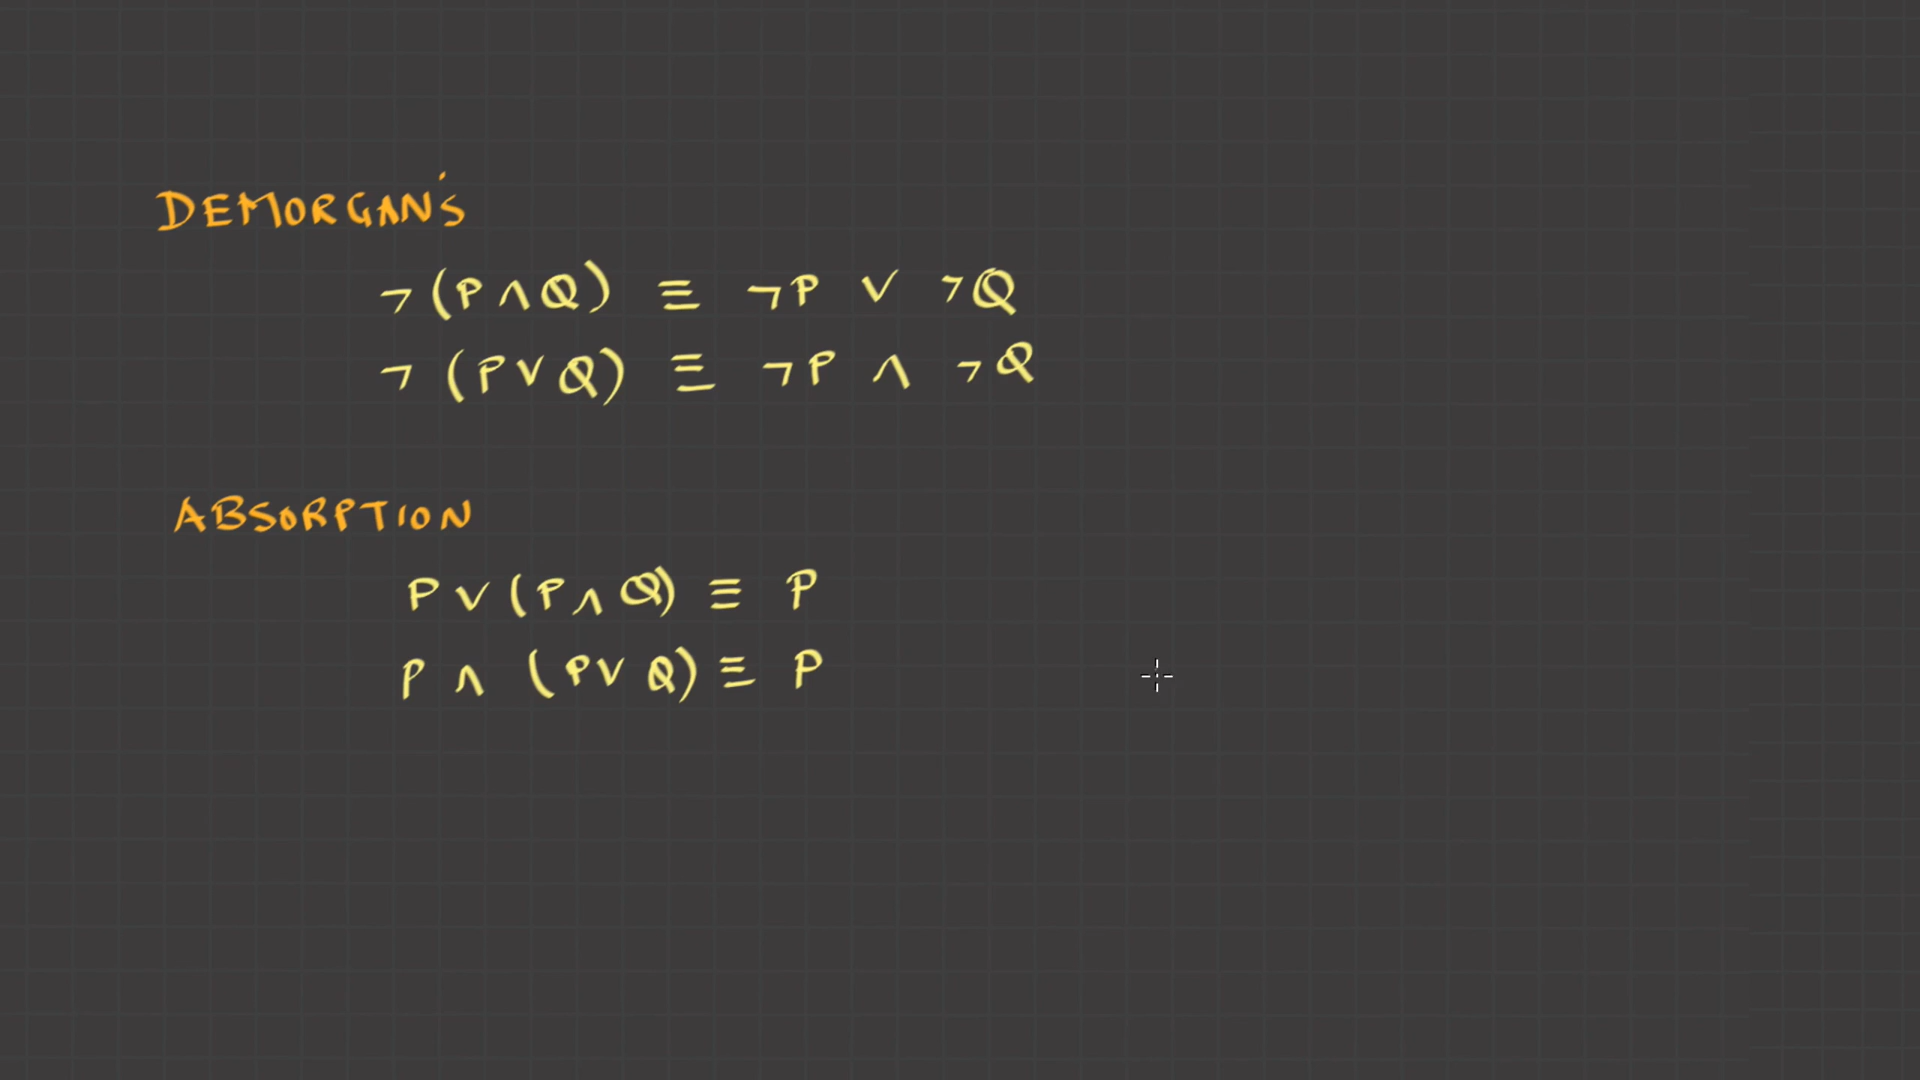 DEMORGAN'S
¬(P∧Q) ≡ ¬P ∨ ¬Q
¬(P∨Q) ≡ ¬P ∧ ¬Q
ABSORPTION
P∨(P∧Q) ≡ P
P∧(P∨Q) ≡ P